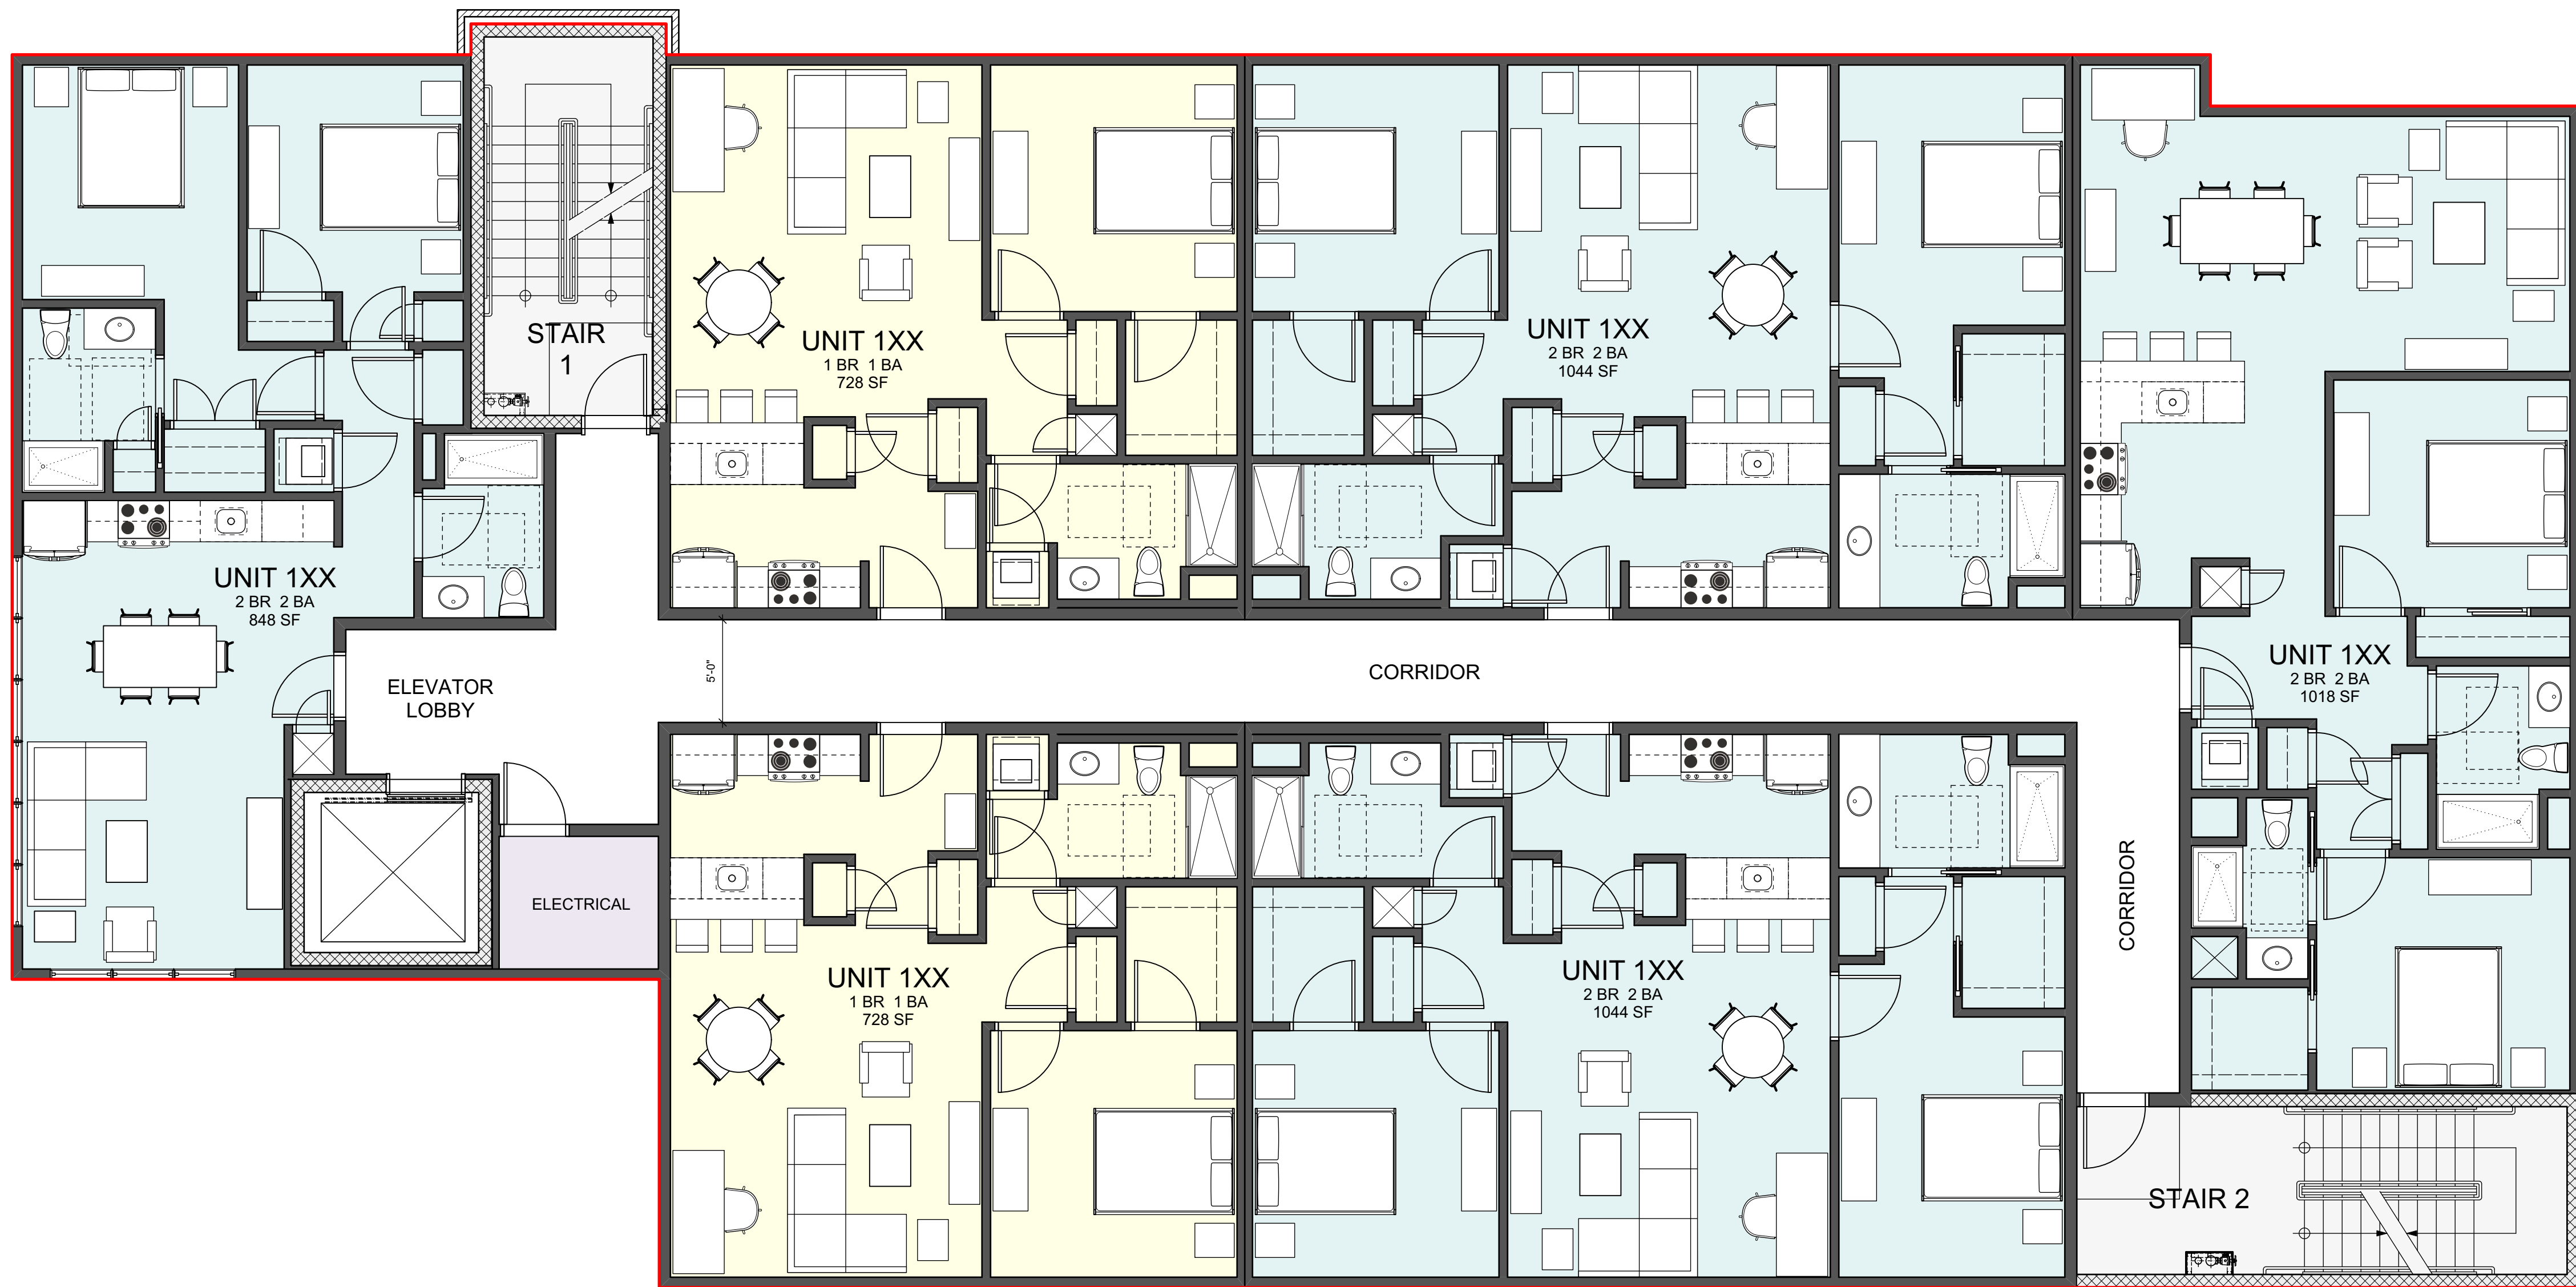 STAIR
1
UNIT 1XX
1 BR 1 BA
728 SF
UNIT 1XX
2 BR 2 BA
1044 SF
UNIT 1XX
2 BR 2 BA
848 SF
ELEVATOR
LOBBY
5'-0"
CORRIDOR
UNIT 1XX
2 BR 2 BA
1018 SF
ELECTRICAL
UNIT 1XX
1 BR 1 BA
728 SF
UNIT 1XX
2 BR 2 BA
1044 SF
CORRIDOR
STAIR 2